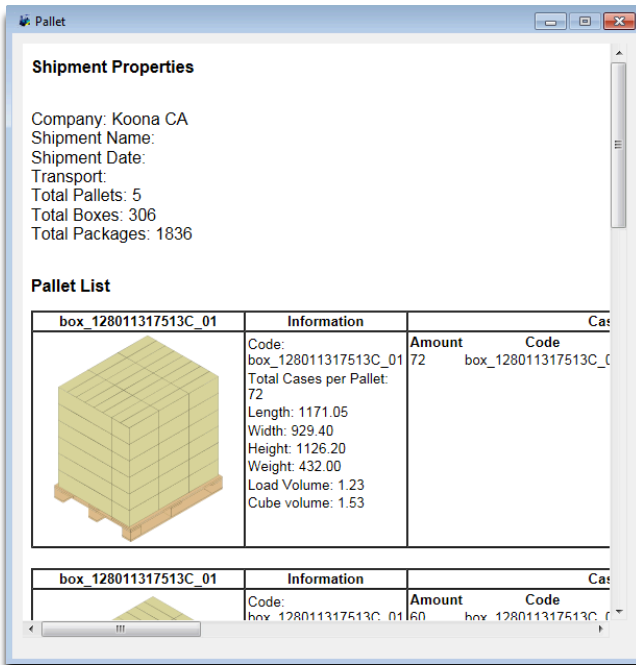 Pallet
Shipment Properties
Company: Koona CA
Shipment Name:
Shipment Date:
Transport:
Total Pallets: 5
Total Boxes: 306
Total Packages: 1836
Pallet List
box_128011317513C_01 Information
Code:
box_128011317513C_01
Total Cases per Pallet:
72
Length: 1171.05
Width: 929.40
Height: 1126.20
Weight: 432.00
Load Volume: 1.23
Cube volume: 1.53
Amount Code
72
box_128011317513C_01 Information
Code:
box_128011317513C_01
Amount Code
60